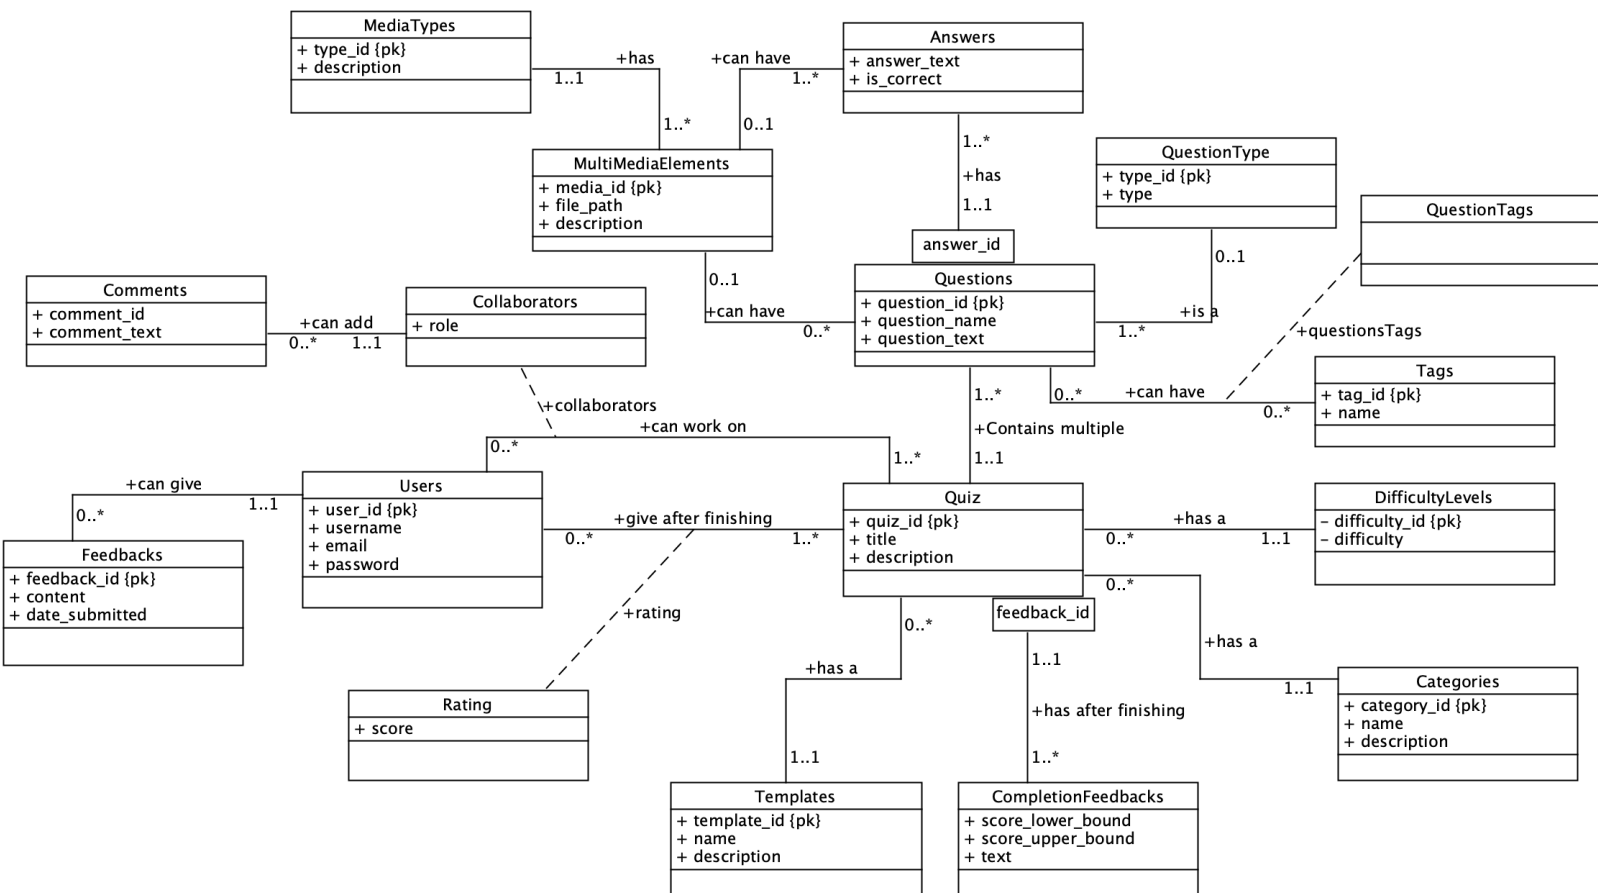 MediaTypes
+ type_id {pk}
+ description
+has
1..1
1..*
+can have
1..*
0..1
Answers
+ answer_text
+ is_correct
1..*
+has
1..1
answer_id
MultiMediaElements
+ media_id {pk}
+ file_path
+ description
0..1
+can have
0..*
QuestionType
+ type_id {pk}
+ type
0..1
+is a
1..*
QuestionTags
+questionsTags
Questions
+ question_id {pk}
+ question_name
+ question_text
Comments
+ comment_id
+ comment_text
+can add
0..*
1..1
Collaborators
+ role
+collaborators
+can work on
0..*
1..*
1..*
+Contains multiple
1..1
0..*
+can have
0..*
Tags
+ tag_id {pk}
+ name
+can give
1..1
0..*
Users
+ user_id {pk}
+ username
+ email
+ password
+give after finishing
0..*
1..*
Quiz
+ quiz_id {pk}
+ title
+ description
+has a
0..*
1..1
DifficultyLevels
− difficulty_id {pk}
− difficulty
Feedbacks
+ feedback_id {pk}
+ content
+ date_submitted
+rating
Rating
+ score
0..*
+has a
1..1
feedback_id
1..1
+has after finishing
1..*
0..*
+has a
1..1
Categories
+ category_id {pk}
+ name
+ description
Templates
+ template_id {pk}
+ name
+ description
CompletionFeedbacks
+ score_lower_bound
+ score_upper_bound
+ text